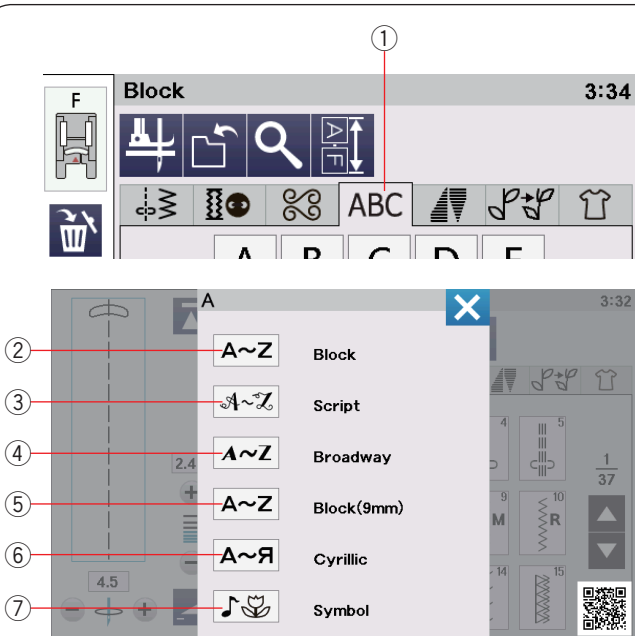 ①
F
Block 3:34
A F
ABC
A B C D E
A 3:32
② A~Z Block
③ A~Z Script
④ A~Z Broadway
⑤ A~Z Block(9mm)
⑥ A~Я Cyrillic
⑦ Symbol
2.4
4.5
4 5
1
37
9 10
M R
14 15